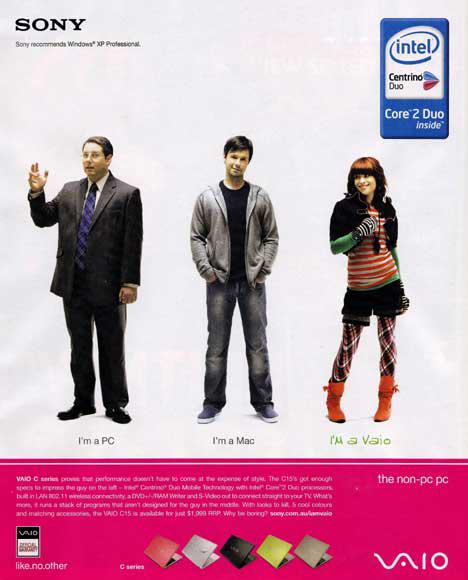 SONY
Sony recommends Windows® XP Professional.
intel
Centrino
Duo
Core™2 Duo
inside™
I'm a PC
I'm a Mac
I'M a Vaio
VAIO C series proves that performance doesn't have to come at the expense of style. The C15's got enough
specs to impress the guy on the left – Intel® Centrino® Duo Mobile Technology with Intel® Core™2 Duo processors,
built in LAN 802.11 wireless connectivity, a DVD+/-/RAM Writer and S-Video out to connect straight to your TV. What's
more, it runs a stack of programs that aren't designed for the guy in the middle. With looks to kill, 5 cool colours
and matching accessories, the VAIO C15 is available for just $1,999 RRP. Why be boring? sony.com.au/iamvaio
the non-pc pc
VAIO
OFFICIAL
WARRANTY
like.no.other
C series
VAIO